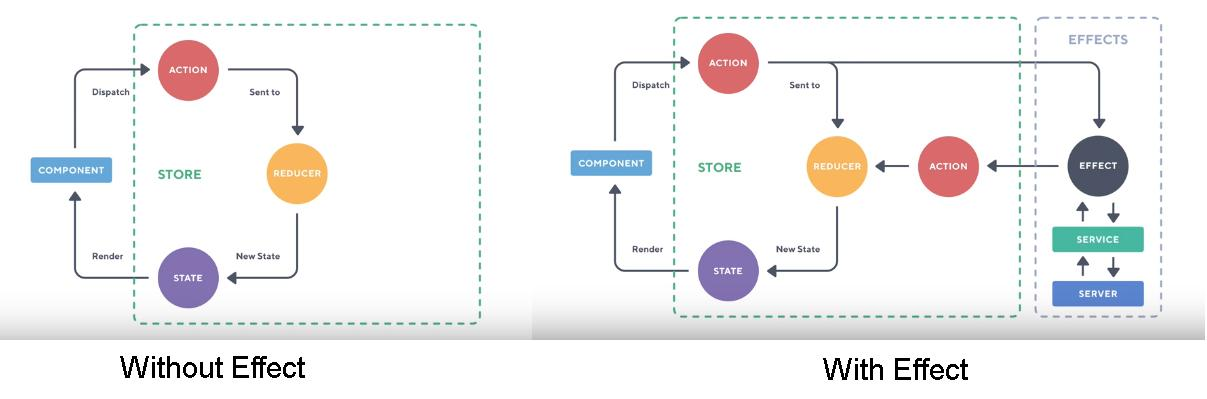 ACTION
Dispatch
Sent to
COMPONENT
STORE
REDUCER
Render
New State
STATE
Without Effect
EFFECTS
ACTION
Dispatch
Sent to
COMPONENT
STORE
REDUCER
ACTION
EFFECT
SERVICE
Render
New State
STATE
SERVER
With Effect